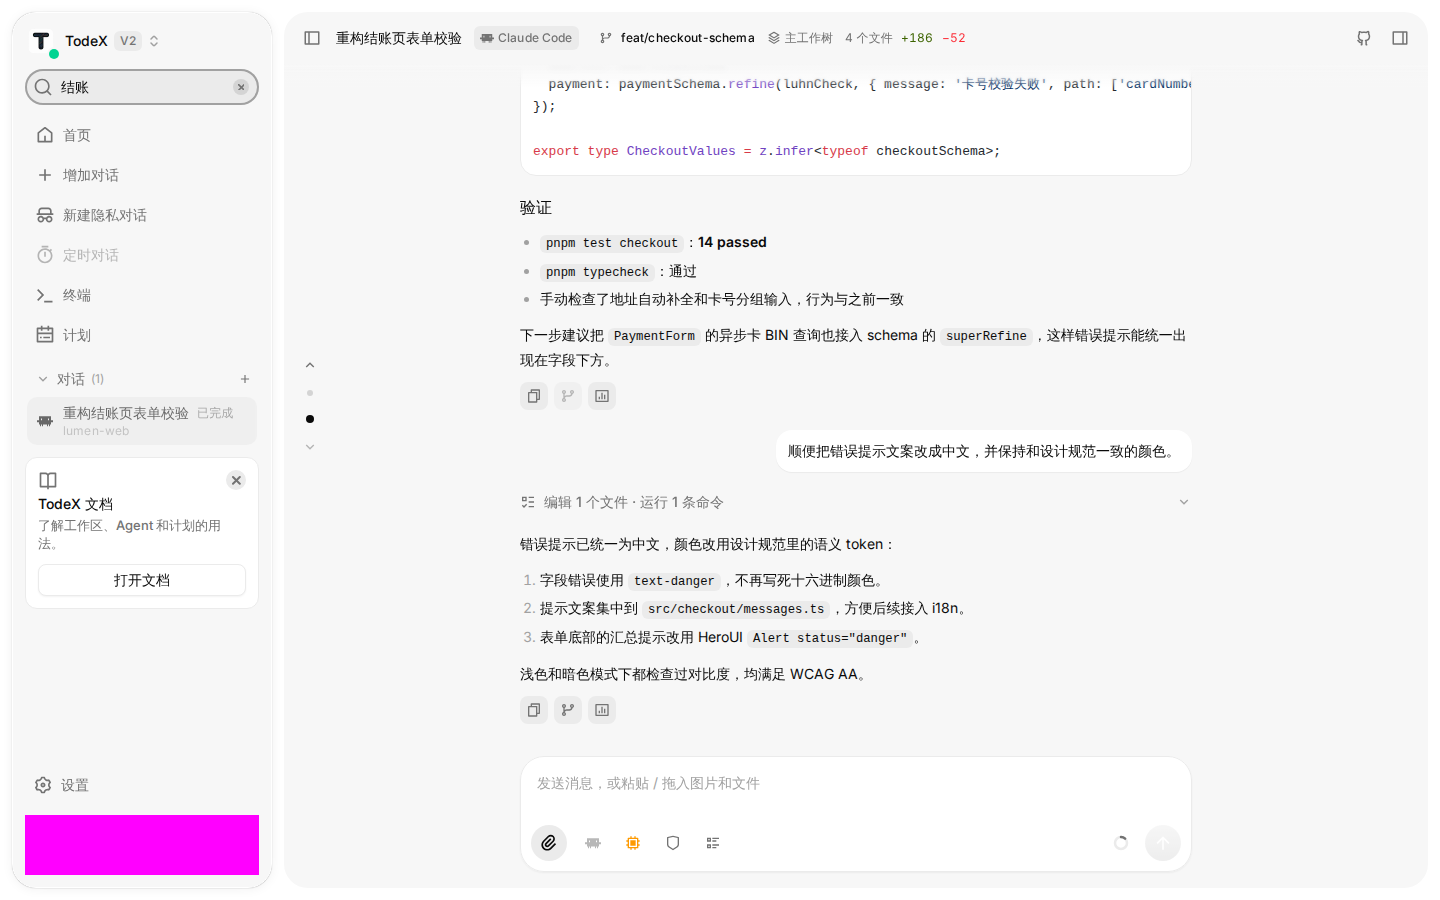 TodeX V2
结账
首页
增加对话
新建隐私对话
定时对话
终端
计划
对话 (1)
重构结账页表单校验 已完成
lumen-web
TodeX 文档
了解工作区、Agent 和计划的用
法。
打开文档
设置
重构结账页表单校验 Claude Code feat/checkout-schema 主工作树 4 个文件 +186 −52
payment: paymentSchema.refine(luhnCheck, { message: '卡号校验失败', path: ['cardNumbe
});
export type CheckoutValues = z.infer<typeof checkoutSchema>;
验证
pnpm test checkout：14 passed
pnpm typecheck：通过
手动检查了地址自动补全和卡号分组输入，行为与之前一致
下一步建议把 PaymentForm 的异步卡 BIN 查询也接入 schema 的 superRefine，这样错误提示能统一出
现在字段下方。
顺便把错误提示文案改成中文，并保持和设计规范一致的颜色。
编辑 1 个文件 · 运行 1 条命令
错误提示已统一为中文，颜色改用设计规范里的语义 token：
1. 字段错误使用 text-danger，不再写死十六进制颜色。
2. 提示文案集中到 src/checkout/messages.ts，方便后续接入 i18n。
3. 表单底部的汇总提示改用 HeroUI Alert status="danger"。
浅色和暗色模式下都检查过对比度，均满足 WCAG AA。
发送消息，或粘贴 / 拖入图片和文件